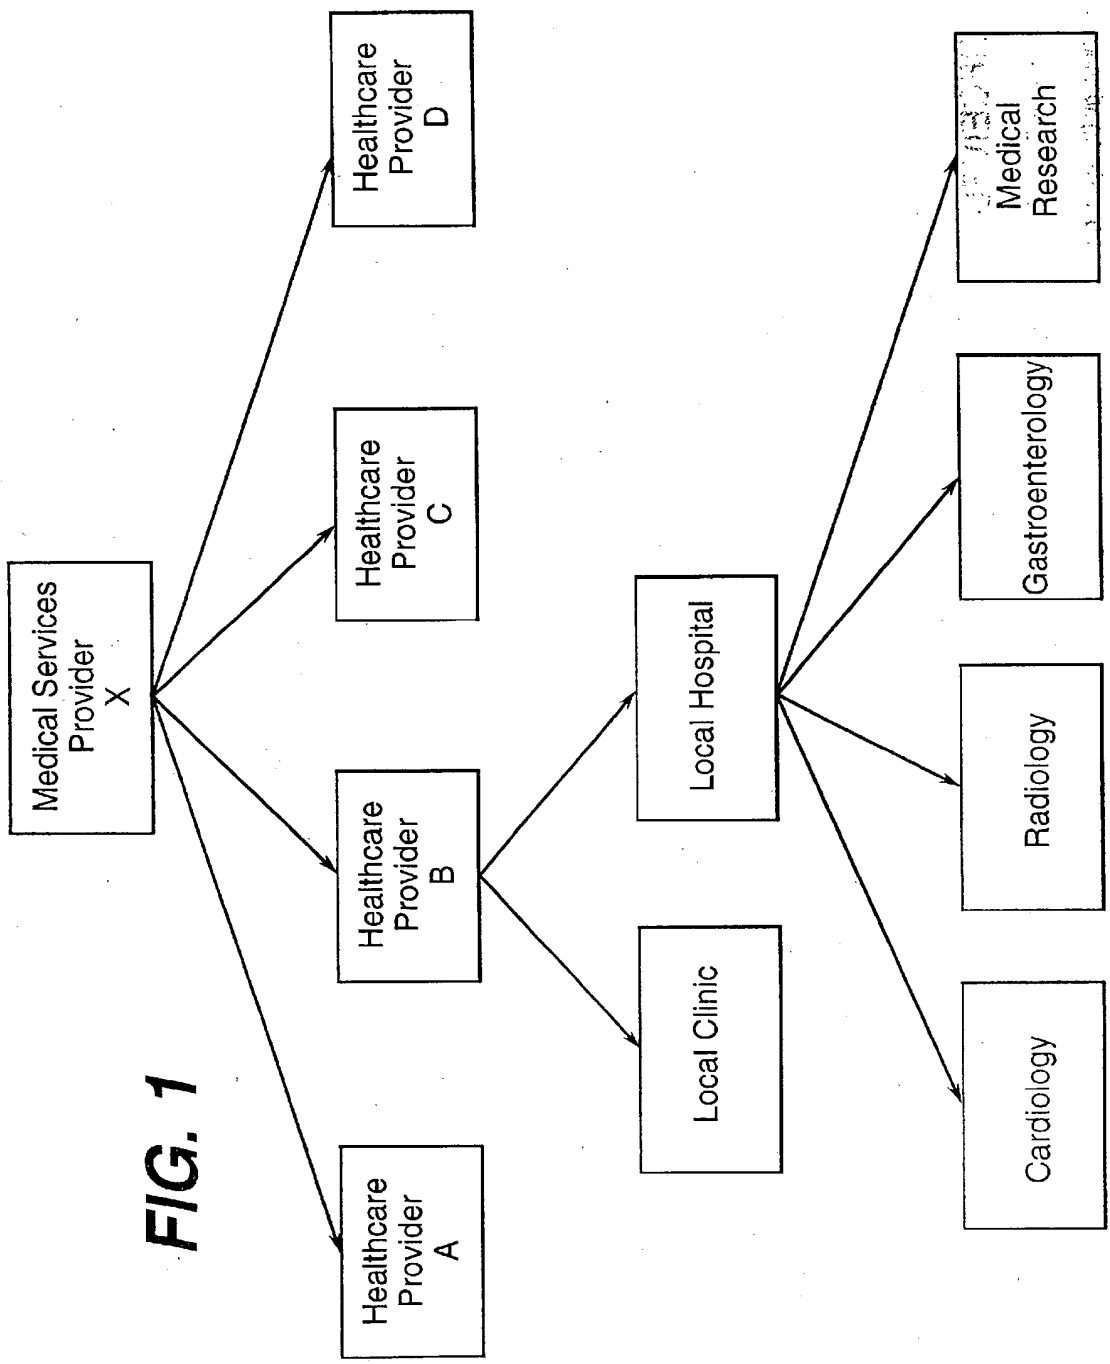 FIG. 1
Medical Services
Provider
X
Healthcare
Provider
A
Healthcare
Provider
B
Healthcare
Provider
C
Healthcare
Provider
D
Local Clinic
Local Hospital
Cardiology
Radiology
Gastroenterology
Medical
Research